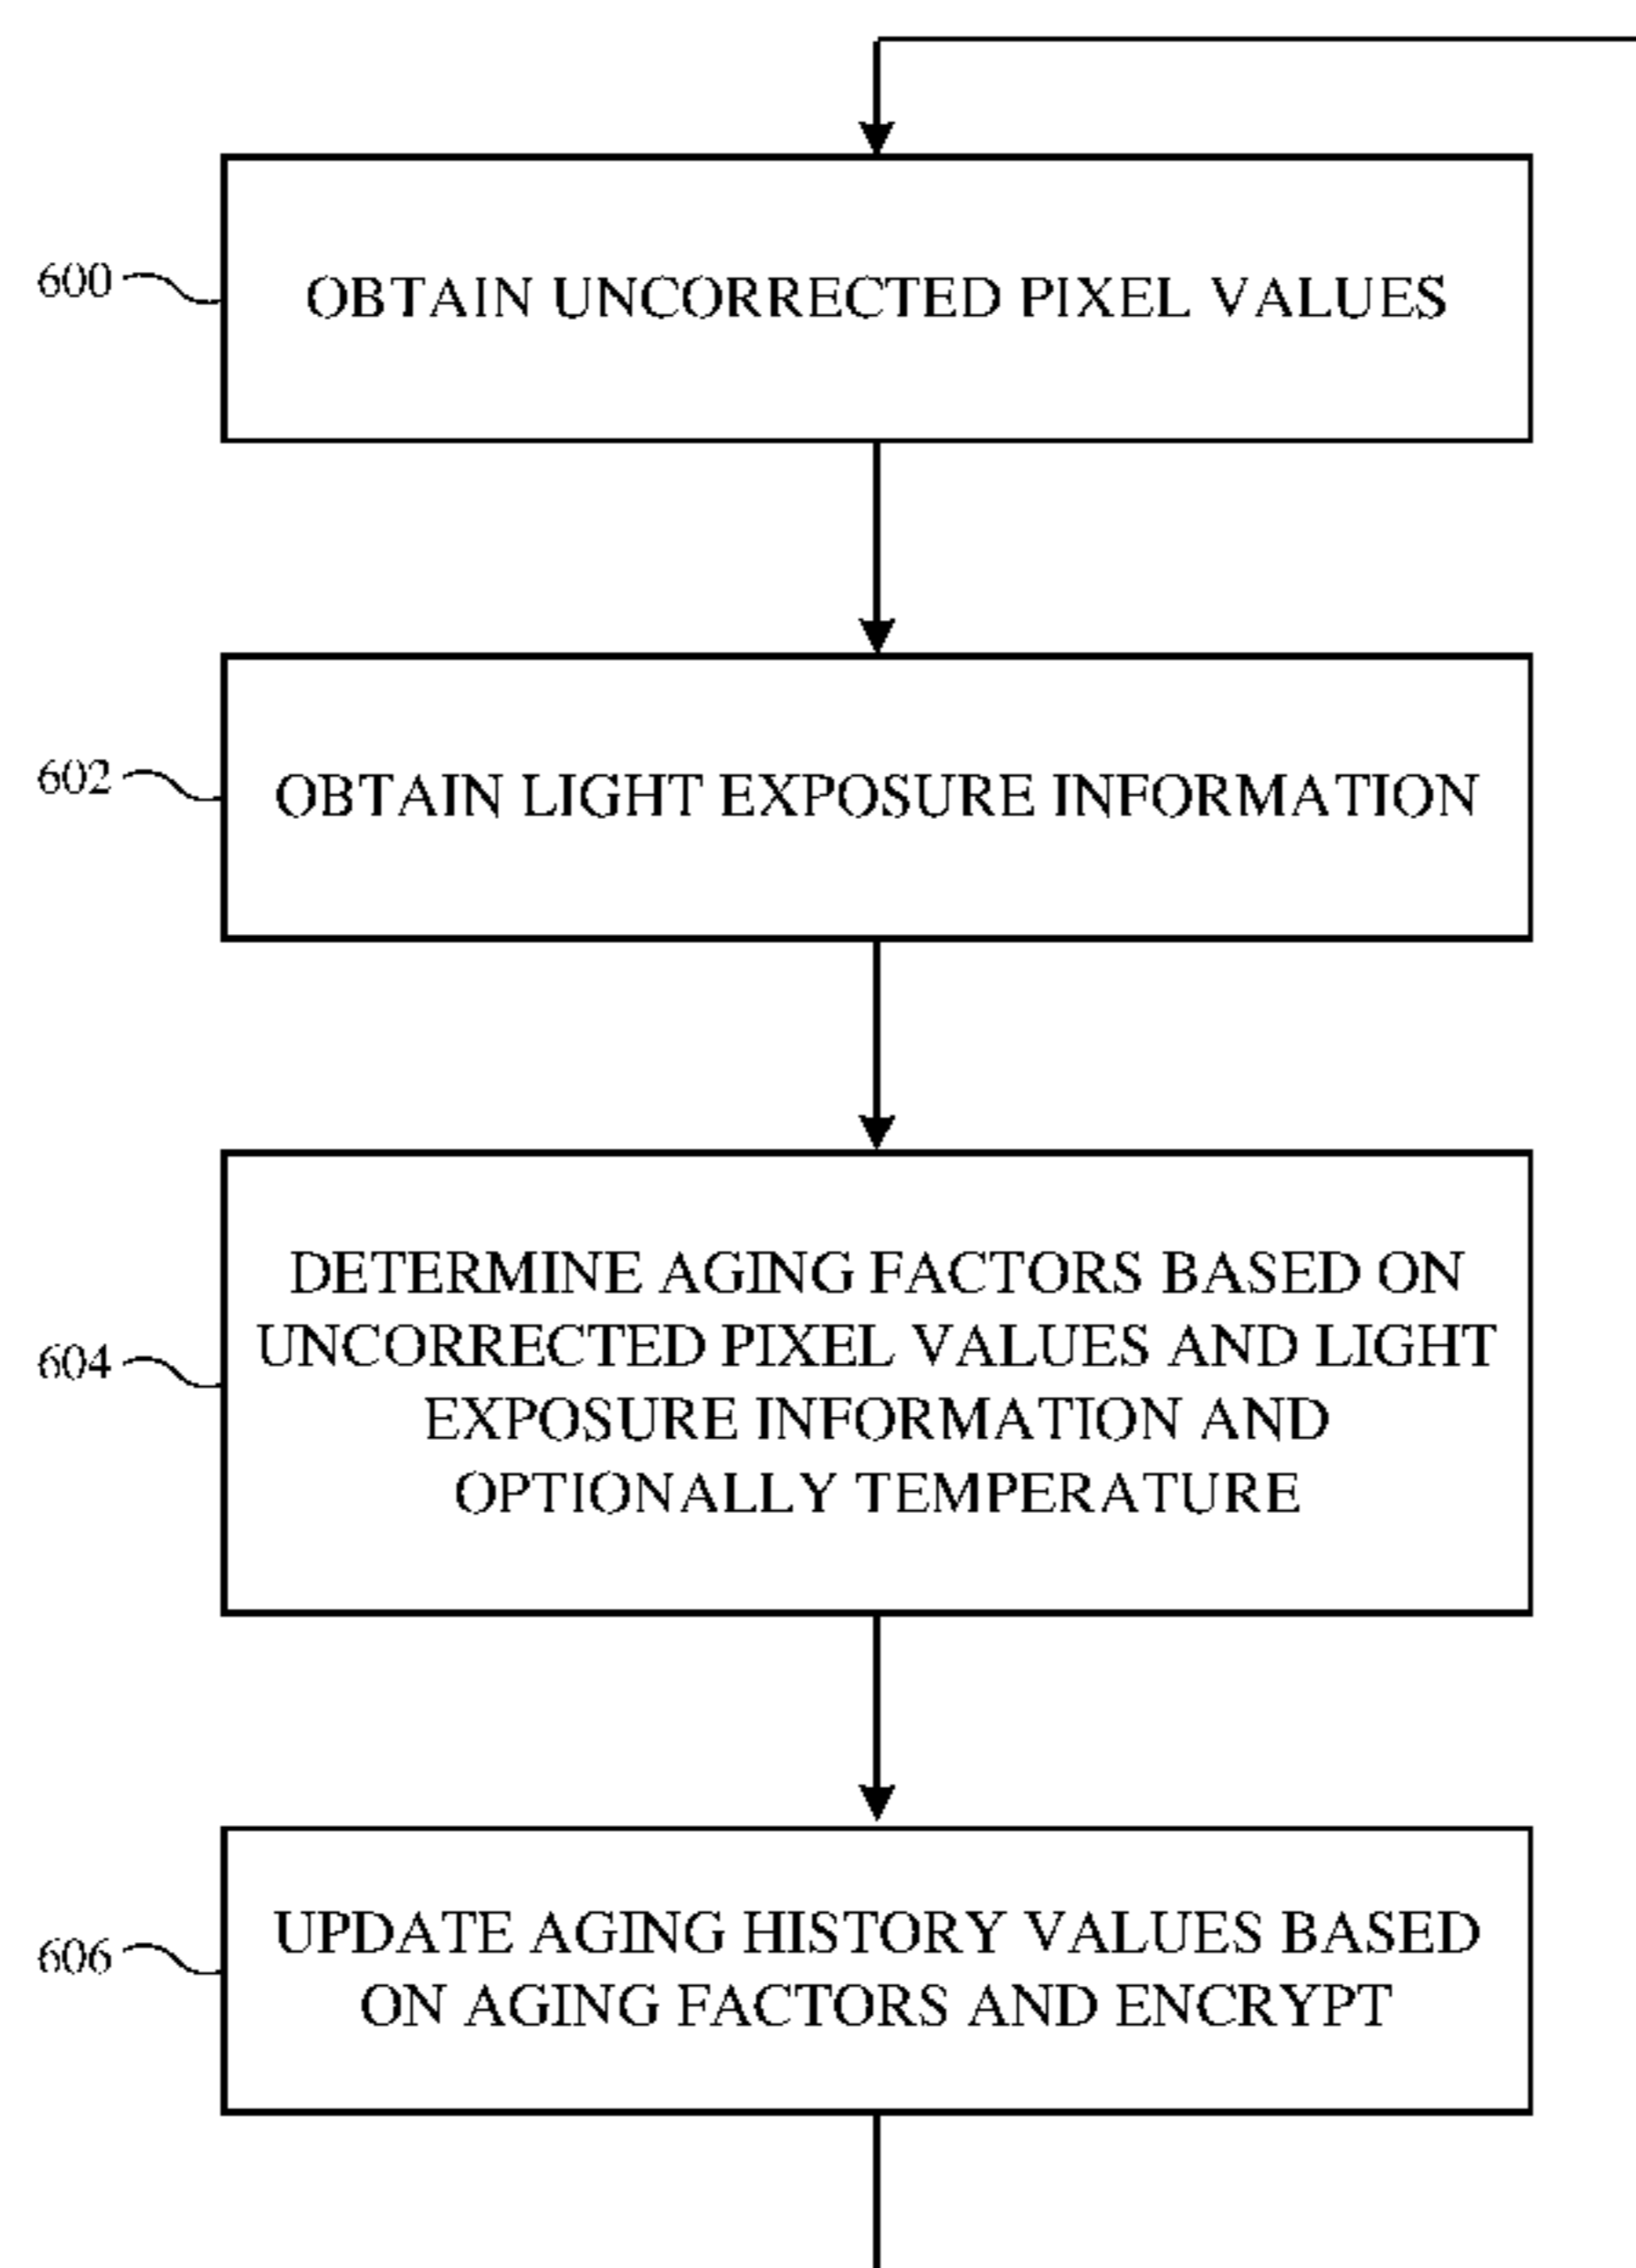 600
OBTAIN UNCORRECTED PIXEL VALUES
602
OBTAIN LIGHT EXPOSURE INFORMATION
604
DETERMINE AGING FACTORS BASED ON
UNCORRECTED PIXEL VALUES AND LIGHT
EXPOSURE INFORMATION AND
OPTIONALLY TEMPERATURE
606
UPDATE AGING HISTORY VALUES BASED
ON AGING FACTORS AND ENCRYPT